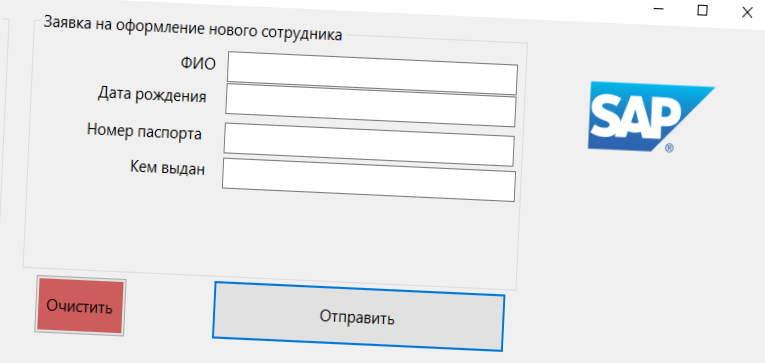 Заявка на оформление нового сотрудника
ФИО
Дата рождения
Номер паспорта
Кем выдан
SAP®
Очистить
Отправить